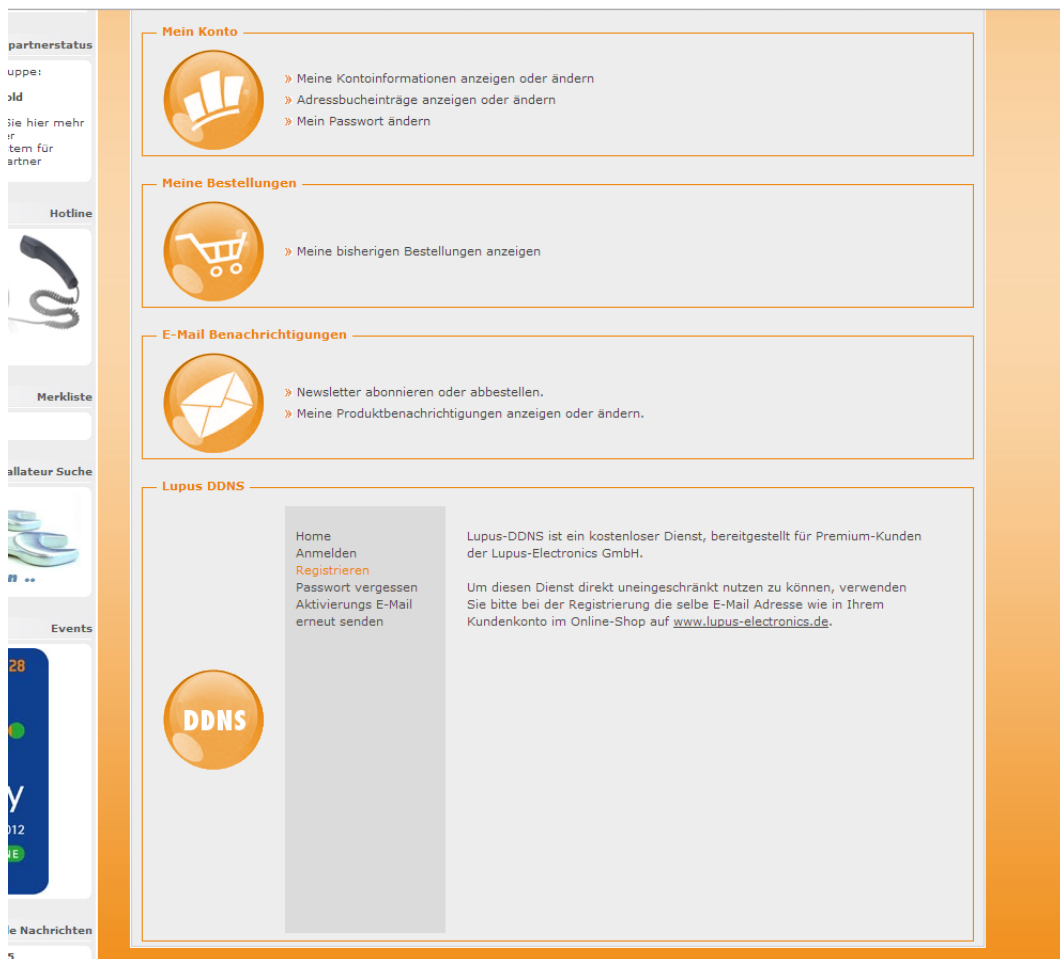 partnerstatus
uppe:
old
Sie hier mehr
er
tem für
artner
Hotline
Merkliste
allateur Suche
n ..
Events
28
y
012
NE
le Nachrichten
5
Mein Konto
» Meine Kontoinformationen anzeigen oder ändern
» Adressbucheinträge anzeigen oder ändern
» Mein Passwort ändern
Meine Bestellungen
» Meine bisherigen Bestellungen anzeigen
E-Mail Benachrichtigungen
» Newsletter abonnieren oder abbestellen.
» Meine Produktbenachrichtigungen anzeigen oder ändern.
Lupus DDNS
DDNS
Home
Anmelden
Registrieren
Passwort vergessen
Aktivierungs E-Mail
erneut senden
Lupus-DDNS ist ein kostenloser Dienst, bereitgestellt für Premium-Kunden
der Lupus-Electronics GmbH.
Um diesen Dienst direkt uneingeschränkt nutzen zu können, verwenden
Sie bitte bei der Registrierung die selbe E-Mail Adresse wie in Ihrem
Kundenkonto im Online-Shop auf www.lupus-electronics.de.